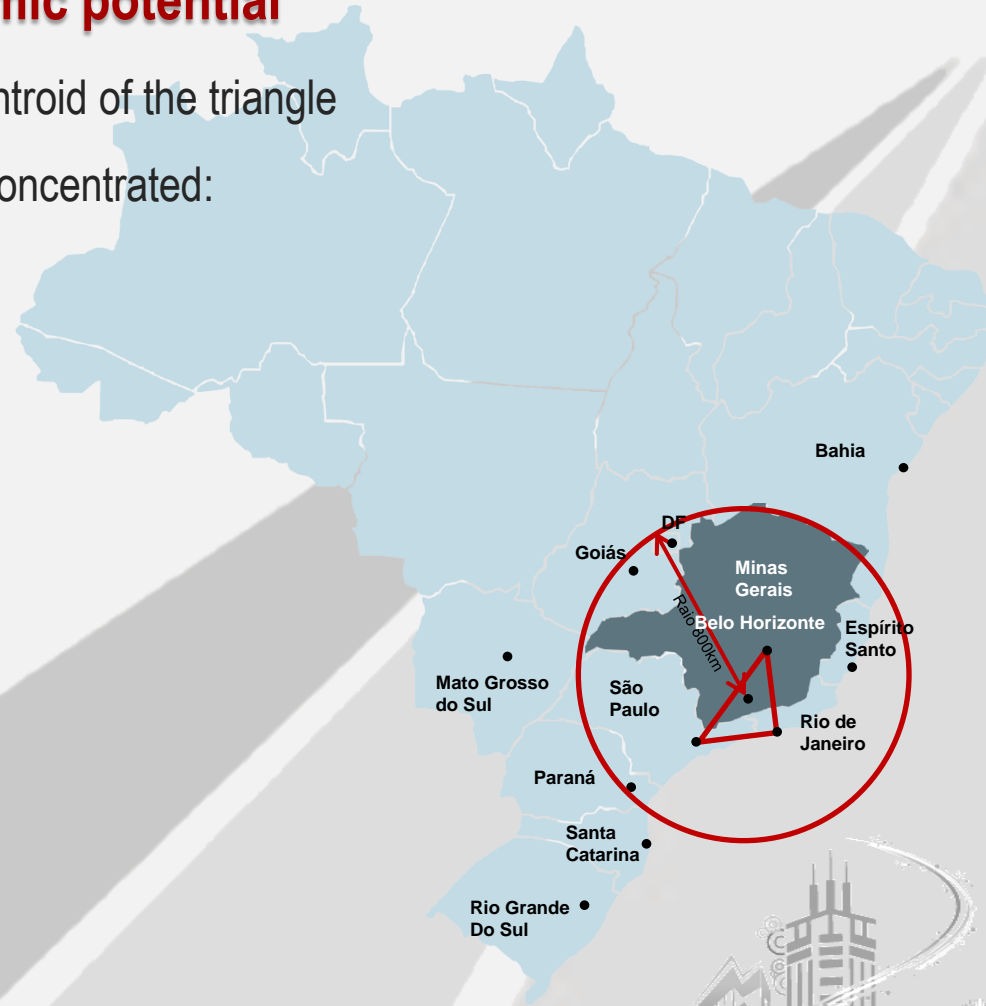 mic potential
ntroid of the triangle
oncentrated:
Bahia
DF
Goiás
Minas
Gerais
Raio 800km
Belo Horizonte
Espírito
Santo
Mato Grosso
do Sul
São
Paulo
Rio de
Janeiro
Paraná
Santa
Catarina
Rio Grande
Do Sul